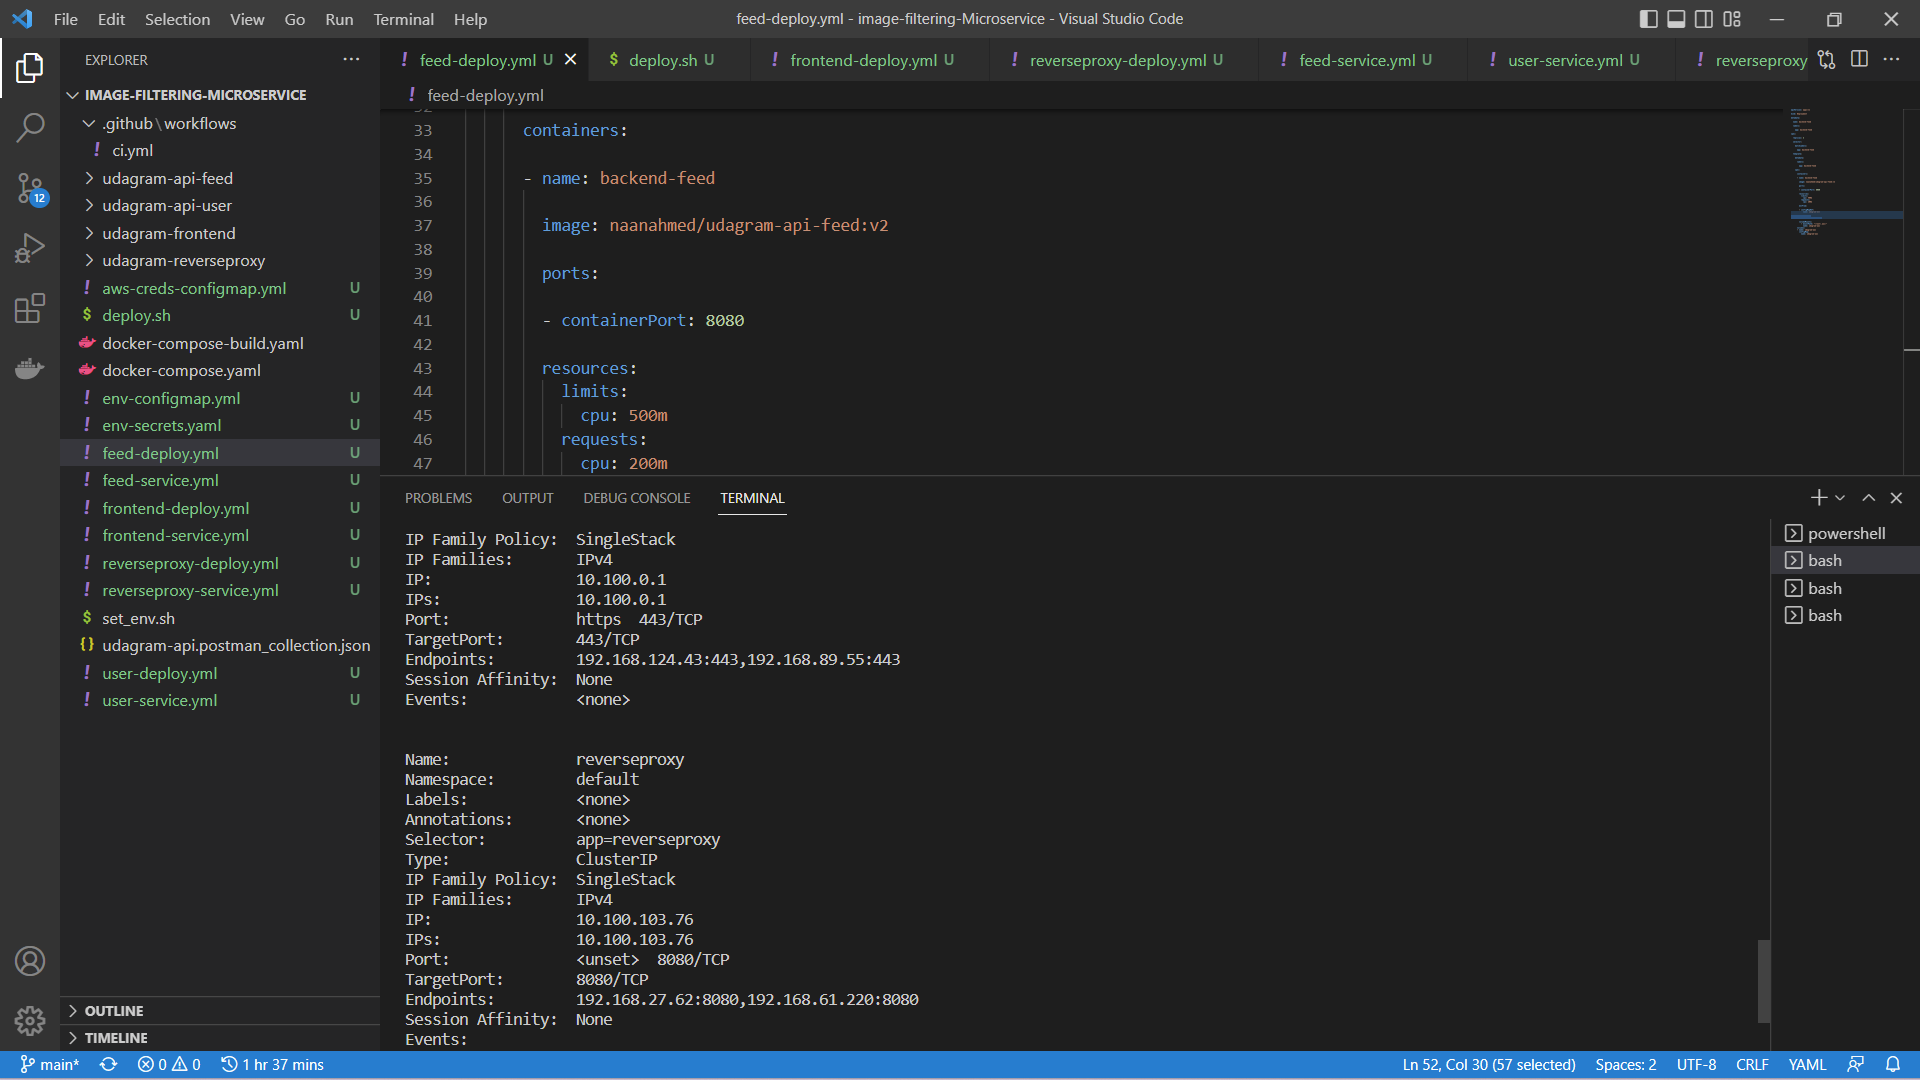 File Edit Selection View Go Run Terminal Help
feed-deploy.yml - image-filtering-Microservice - Visual Studio Code
EXPLORER
IMAGE-FILTERING-MICROSERVICE
.github\workflows
! ci.yml
udagram-api-feed
udagram-api-user
udagram-frontend
udagram-reverseproxy
! aws-creds-configmap.yml U
$ deploy.sh U
docker-compose-build.yaml
docker-compose.yaml
! env-configmap.yml U
! env-secrets.yaml U
! feed-deploy.yml U
! feed-service.yml U
! frontend-deploy.yml U
! frontend-service.yml U
! reverseproxy-deploy.yml U
! reverseproxy-service.yml U
$ set_env.sh
{} udagram-api.postman_collection.json
! user-deploy.yml U
! user-service.yml U
OUTLINE
TIMELINE
12
! feed-deploy.yml U
$ deploy.sh U
! frontend-deploy.yml U
! reverseproxy-deploy.yml U
! feed-service.yml U
! user-service.yml U
! reverseproxy
! feed-deploy.yml
33 containers:
34
35 - name: backend-feed
36
37 image: naanahmed/udagram-api-feed:v2
38
39 ports:
40
41 - containerPort: 8080
42
43 resources:
44 limits:
45 cpu: 500m
46 requests:
47 cpu: 200m
PROBLEMS OUTPUT DEBUG CONSOLE TERMINAL
IP Family Policy: SingleStack
IP Families: IPv4
IP: 10.100.0.1
IPs: 10.100.0.1
Port: https 443/TCP
TargetPort: 443/TCP
Endpoints: 192.168.124.43:443,192.168.89.55:443
Session Affinity: None
Events: <none>
Name: reverseproxy
Namespace: default
Labels: <none>
Annotations: <none>
Selector: app=reverseproxy
Type: ClusterIP
IP Family Policy: SingleStack
IP Families: IPv4
IP: 10.100.103.76
IPs: 10.100.103.76
Port: <unset> 8080/TCP
TargetPort: 8080/TCP
Endpoints: 192.168.27.62:8080,192.168.61.220:8080
Session Affinity: None
Events:
powershell
bash
bash
bash
main* 0 0 1 hr 37 mins
Ln 52, Col 30 (57 selected) Spaces: 2 UTF-8 CRLF YAML